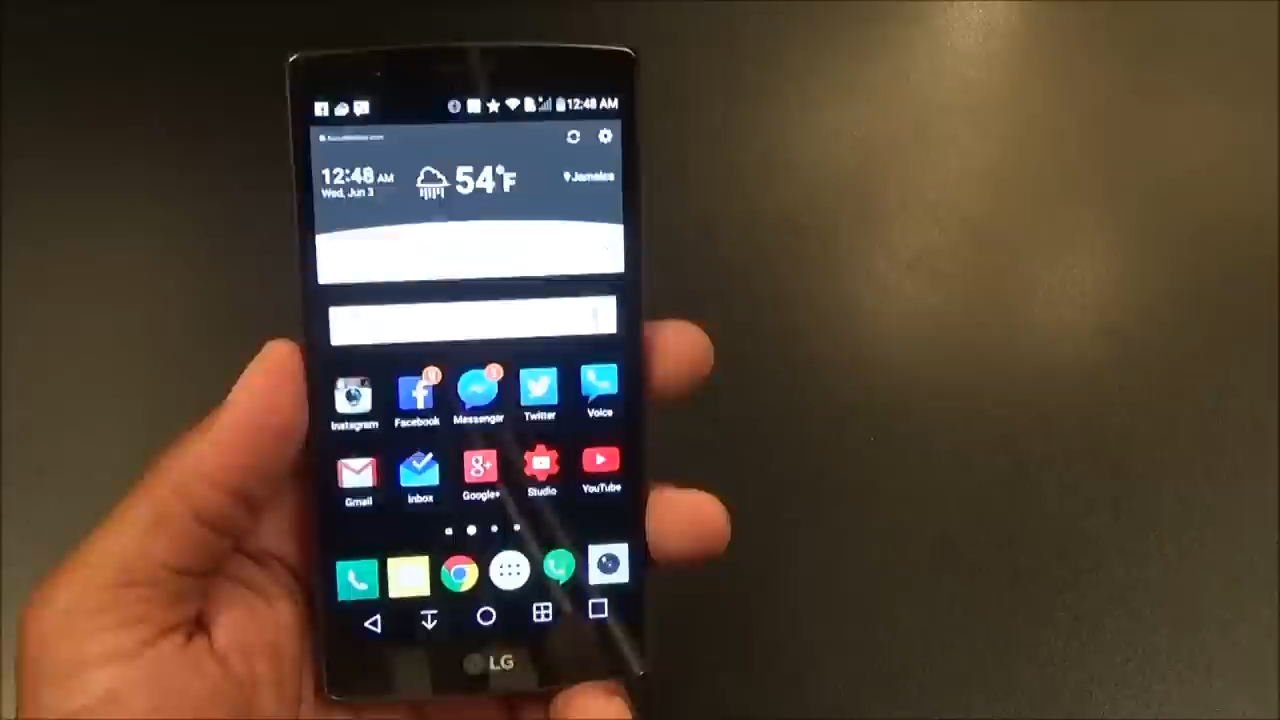 12:48 AM
12:48 AM
Wed, Jun 3
54°F
Jamaica
Instagram
Facebook
Messenger
Twitter
Voice
Gmail
Inbox
Google+
Studio
YouTube
LG